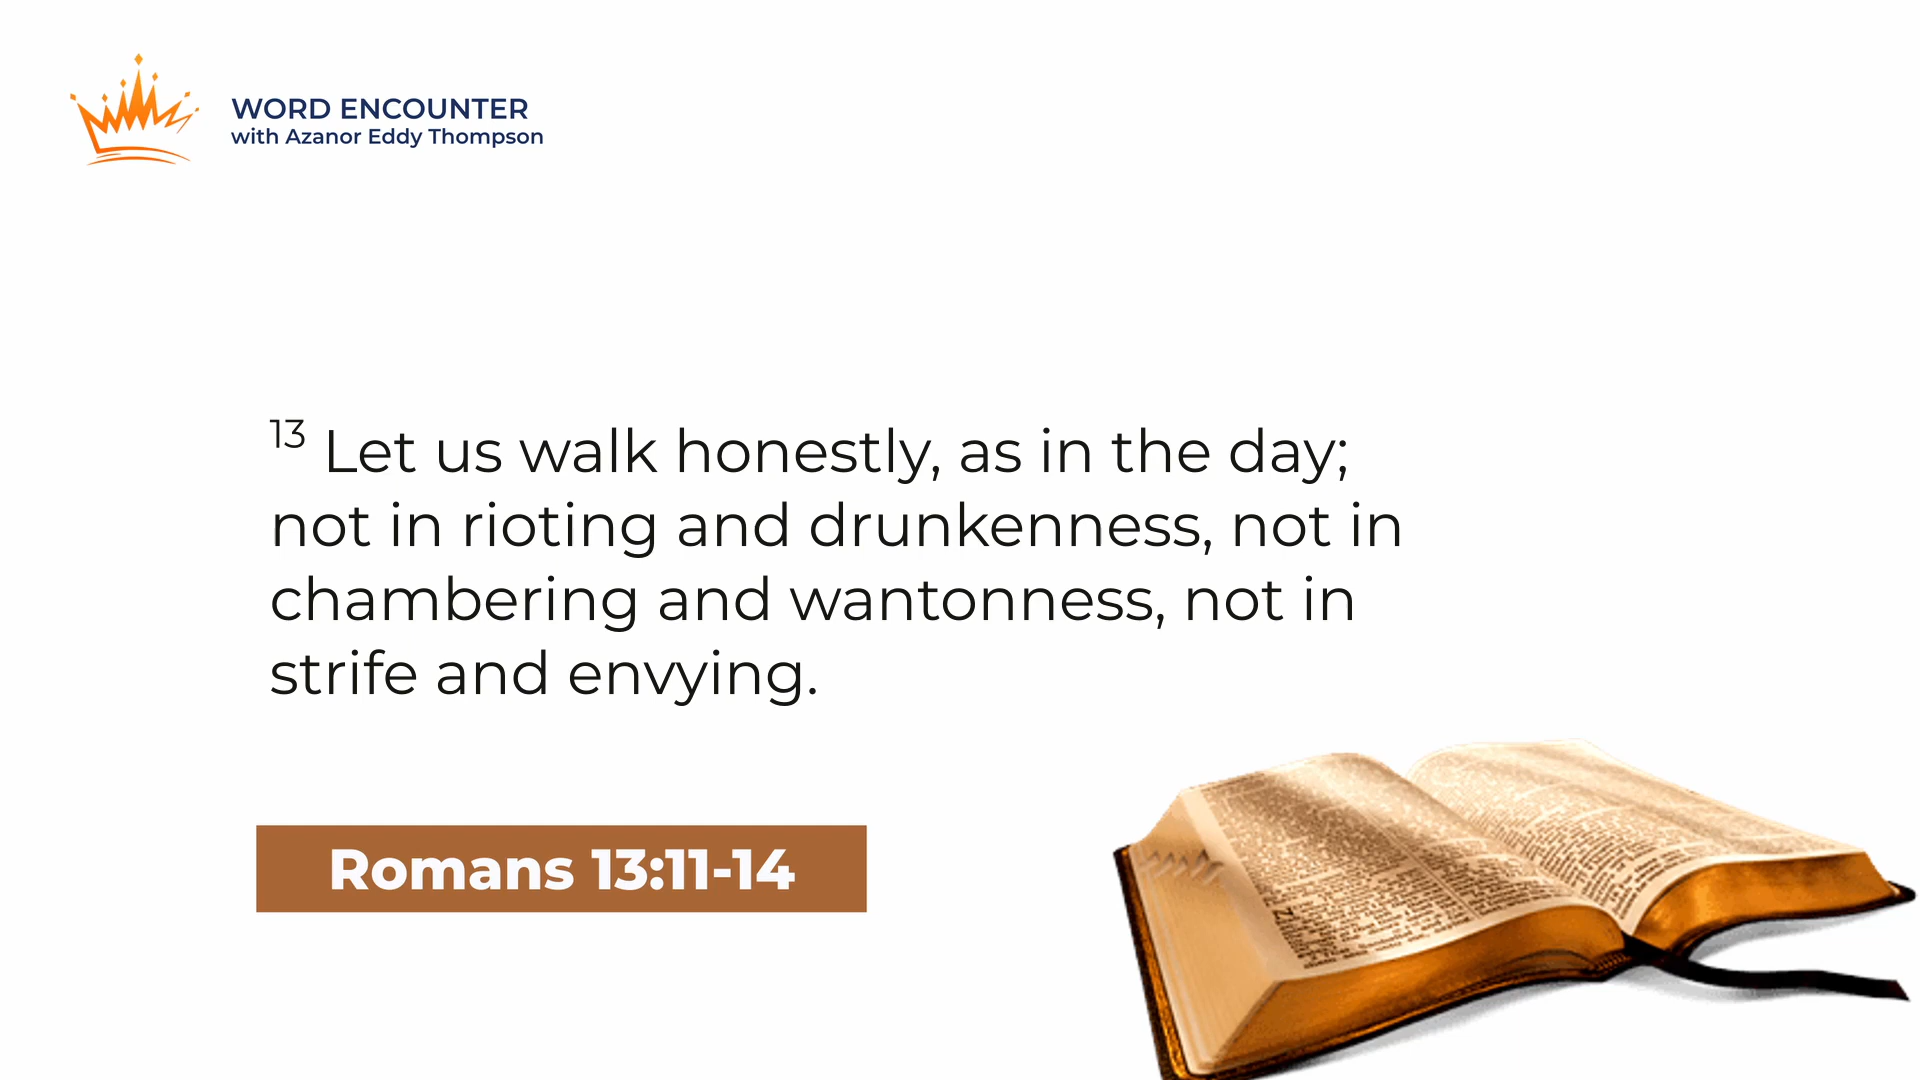 WORD ENCOUNTER
with Azanor Eddy Thompson
13 Let us walk honestly, as in the day;
not in rioting and drunkenness, not in
chambering and wantonness, not in
strife and envying.
Romans 13:11-14